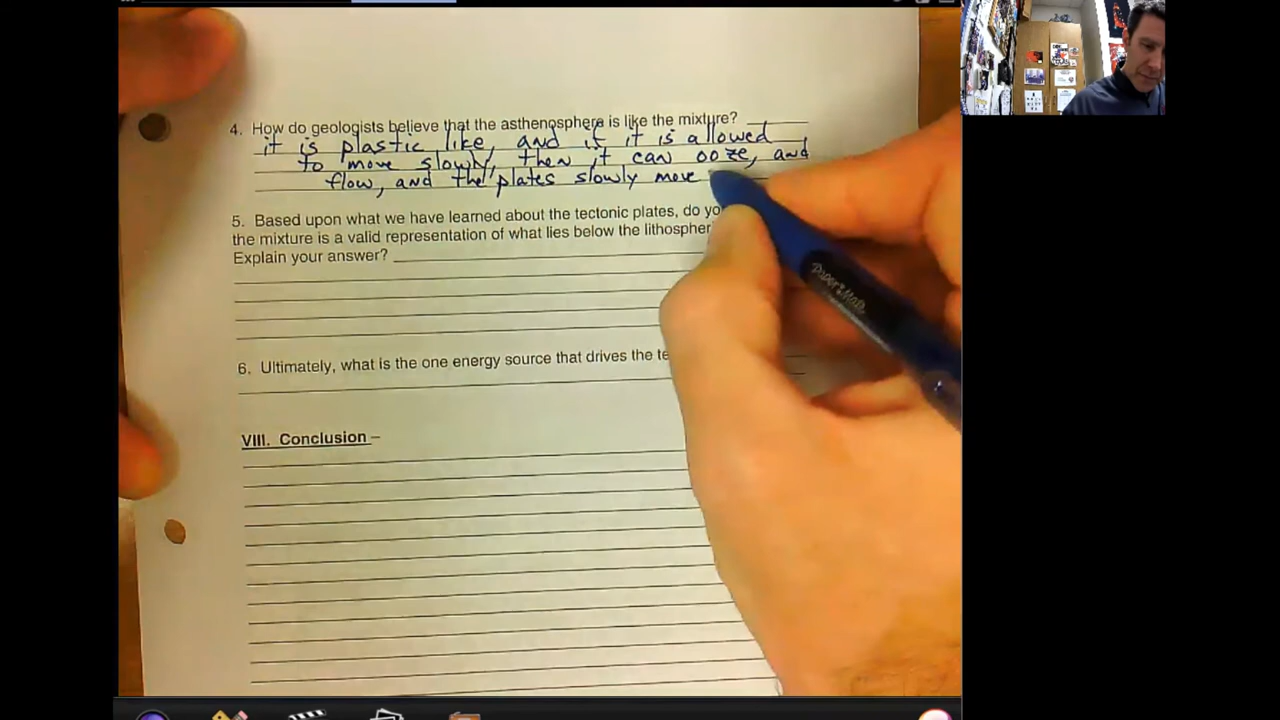 4. How do geologists believe that the asthenosphere is like the mixture?
it is plastic like, and if it is allowed
to move slowly, then it can ooze, and
flow, and the plates slowly move
5. Based upon what we have learned about the tectonic plates, do
the mixture is a valid representation of what lies below the
Explain your answer?
6. Ultimately, what is the one energy source that drives the
VIII. Conclusion –
Paper Mate